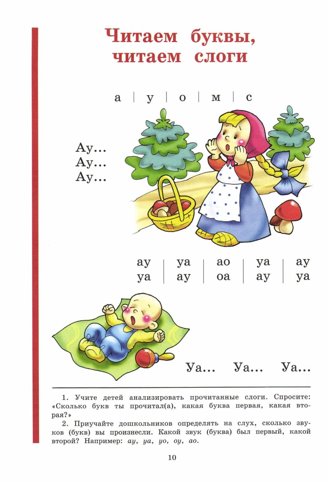 Читаем буквы,
читаем слоги
а | у | о | м | с
Ау...
Ау...
Ау...
ау | уа | ао | уа | ау
уа | ау | оа | ау | уа
Уа... Уа... Уа...
1. Учите детей анализировать прочитанные слоги. Спросите:
«Сколько букв ты прочитал(а), какая буква первая, какая вто-
рая?»
2. Приучайте дошкольников определять на слух, сколько зву-
ков (букв) вы произнесли. Какой звук (буква) был первый, какой
второй? Например: ау, уа, уо, оу, ао.
10